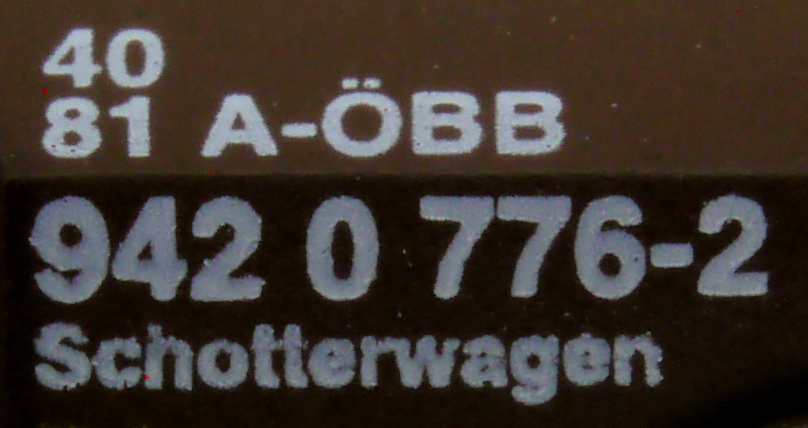 40
81 A-ÖBB
942 0 776-2
Schotterwagen